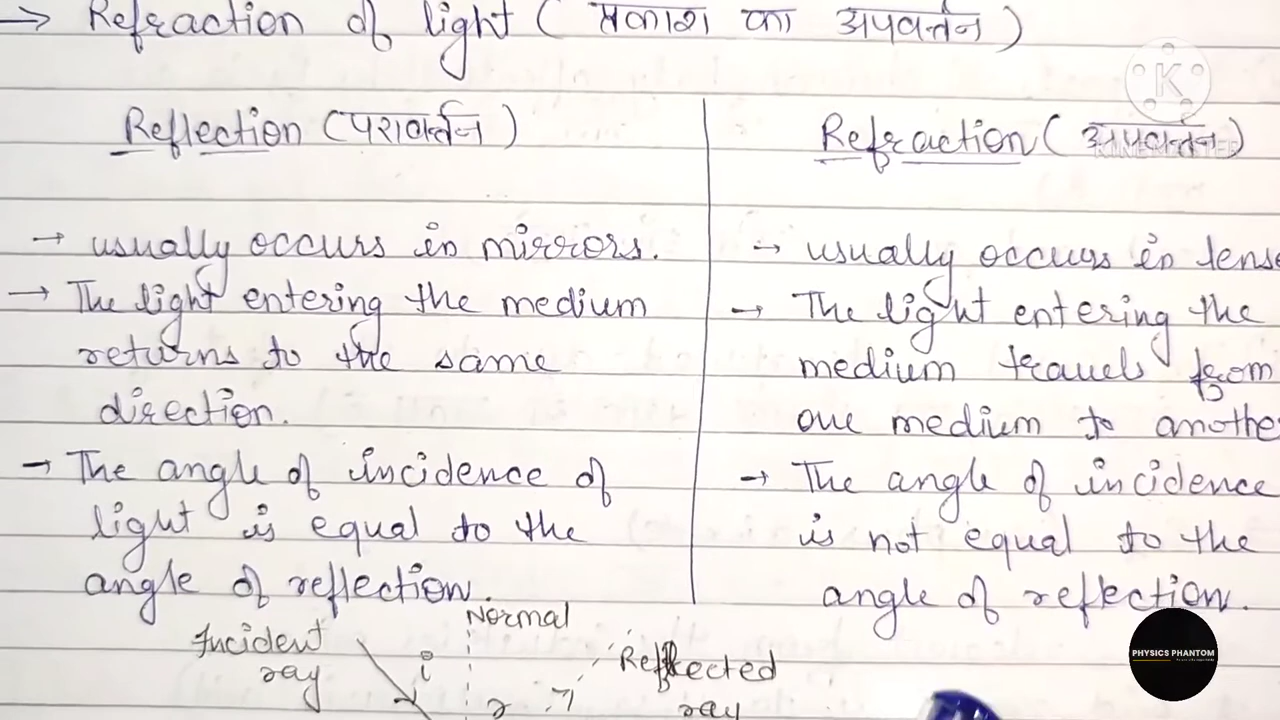 → Refraction of light ( प्रकाश का अपवर्तन )
Reflection (परावर्तन)
→ usually occurs in mirrors.
→ The light entering the medium
returns to the same
direction.
→ The angle of incidence of
light is equal to the
angle of reflection.
Refraction ( अपवर्तन )
→ usually occurs in lense
→ The light entering the
medium travels from
one medium to anothe
→ The angle of incidence
is not equal to the
angle of reflection.
Normal
Incident
ray
i
r
Reflected
ray
K
PHYSICS PHANTOM